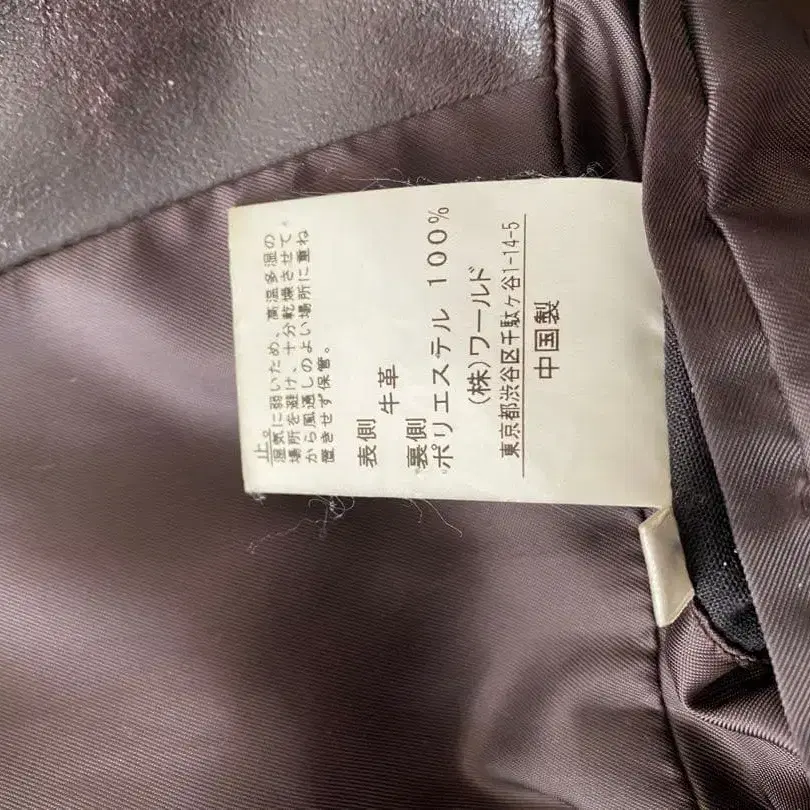 止。
湿気に弱いため、高温多湿の
場所を避け、十分乾燥させて
から風通しのよい場所に重ね
置きせず保管。
表側
牛革
裏側
ポリエステル 100%
(株)ワールド
東京都渋谷区千駄ヶ谷1-14-5
中国製